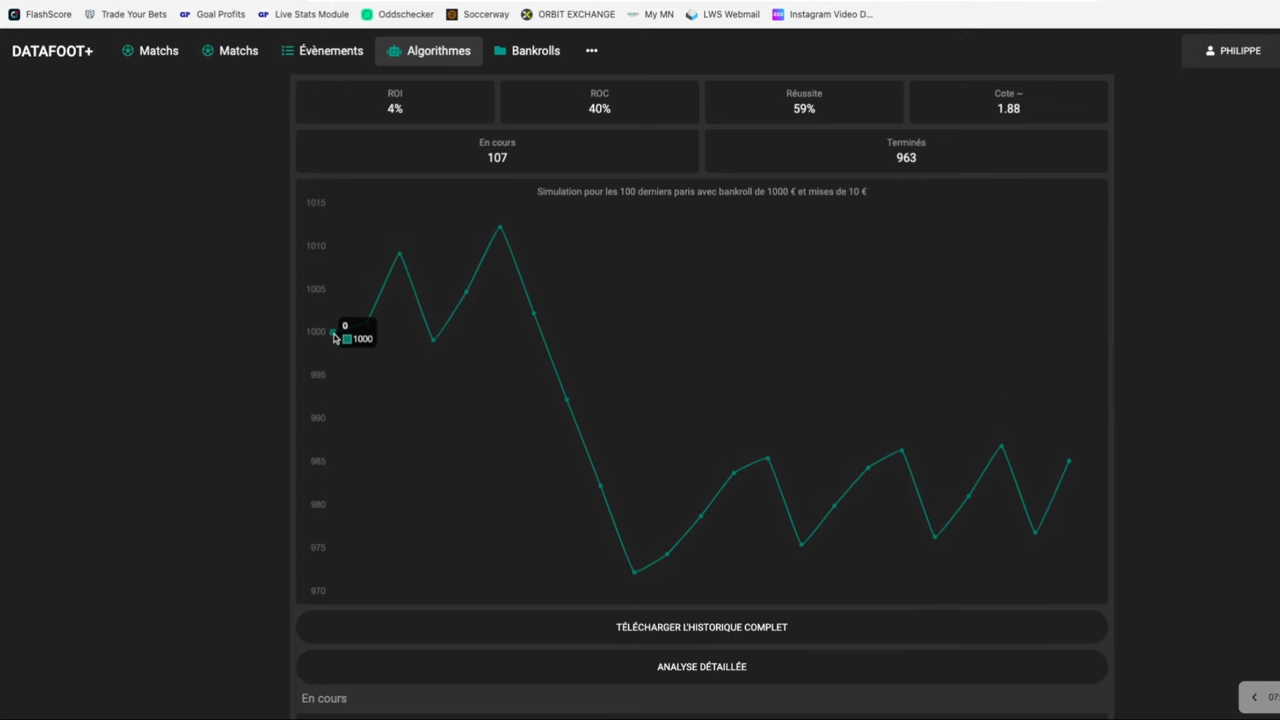 FlashScore Trade Your Bets Goal Profits Live Stats Module Oddschecker Soccerway ORBIT EXCHANGE My MN LWS Webmail Instagram Video D...
DATAFOOT+ Matchs Matchs Évènements Algorithmes Bankrolls ••• PHILIPPE
ROI ROC Réussite Cote ~
4% 40% 59% 1.88
En cours Terminés
107 963
Simulation pour les 100 derniers paris avec bankroll de 1000 € et mises de 10 €
1015
1010
1005
0
1000
1000
995
990
985
980
975
970
TÉLÉCHARGER L'HISTORIQUE COMPLET
ANALYSE DÉTAILLÉE
En cours